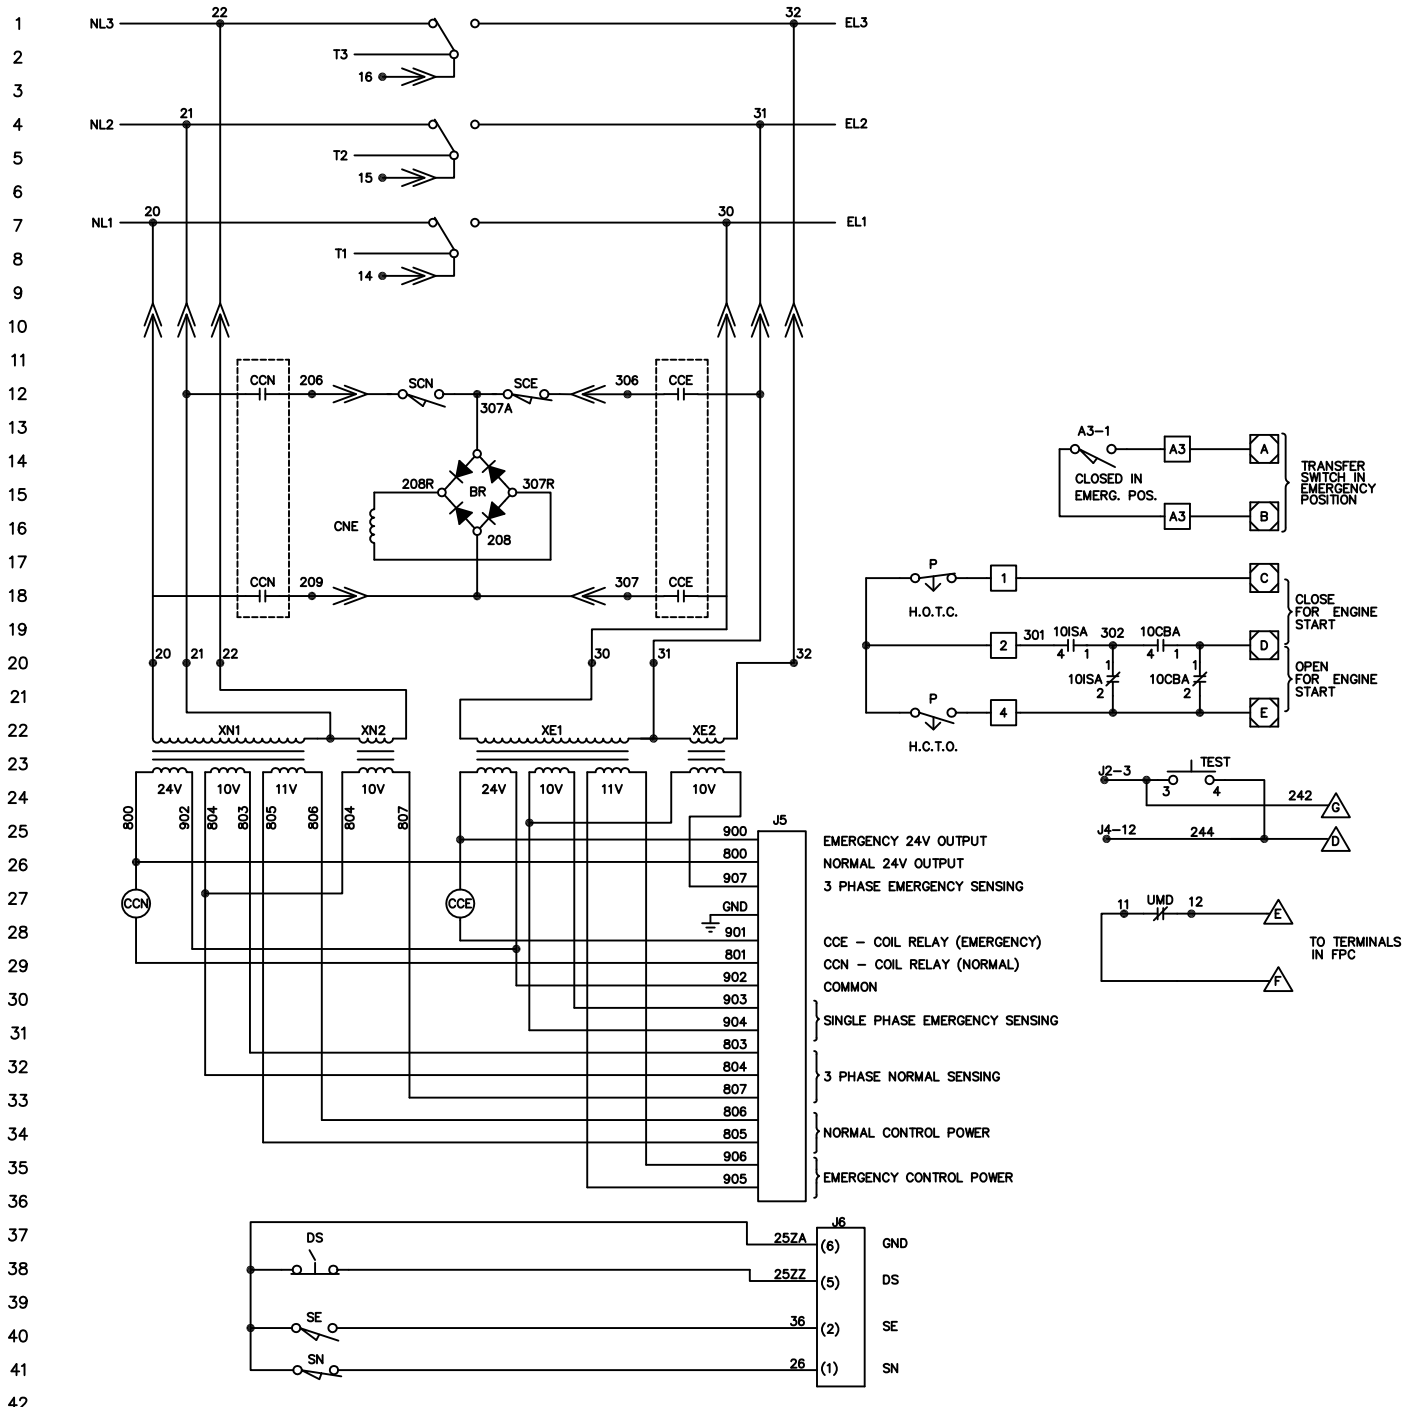 1
NL3 22 32 EL3
2
T3
16
3
4
NL2 21 31 EL2
5
T2
15
6
7
NL1 20 30 EL1
8
T1
14
9
10
11
12
CCN 206 SCN SCE 306 CCE
307A
13
14
15
208R BR 307R
16
CNE
208
17
18
CCN 209 307 CCE
19
20
20 21 22 30 31 32
21
22
XN1 XN2 XE1 XE2
23
24V 10V 11V 10V 24V 10V 11V 10V
24
800 902 804 803 805 806 804 807
25
J5
900 EMERGENCY 24V OUTPUT
26
800 NORMAL 24V OUTPUT
907 3 PHASE EMERGENCY SENSING
27
CCN CCE
GND
28
901 CCE – COIL RELAY (EMERGENCY)
29
801 CCN – COIL RELAY (NORMAL)
902 COMMON
30
903
SINGLE PHASE EMERGENCY SENSING
31
904
803
32
804
3 PHASE NORMAL SENSING
33
807
806
34
NORMAL CONTROL POWER
805
35
906
EMERGENCY CONTROL POWER
905
36
37
J6
25ZA (6) GND
38
DS
25ZZ (5) DS
39
40
SE
36 (2) SE
41
SN
26 (1) SN
42
A3-1
A3 A
CLOSED IN
EMERG. POS.
A3 B
TRANSFER
SWITCH IN
EMERGENCY
POSITION
P
1 C
H.O.T.C.
CLOSE
FOR ENGINE
START
2 301 10ISA 302 10CBA D
4 1 4 1
10ISA 1 2
10CBA 1 2
OPEN
FOR ENGINE
START
P
4 E
H.C.T.O.
J2-3 TEST
3 4
242 G
J4-12 244 D
11 UMD 12 E
TO TERMINALS
IN FPC
F